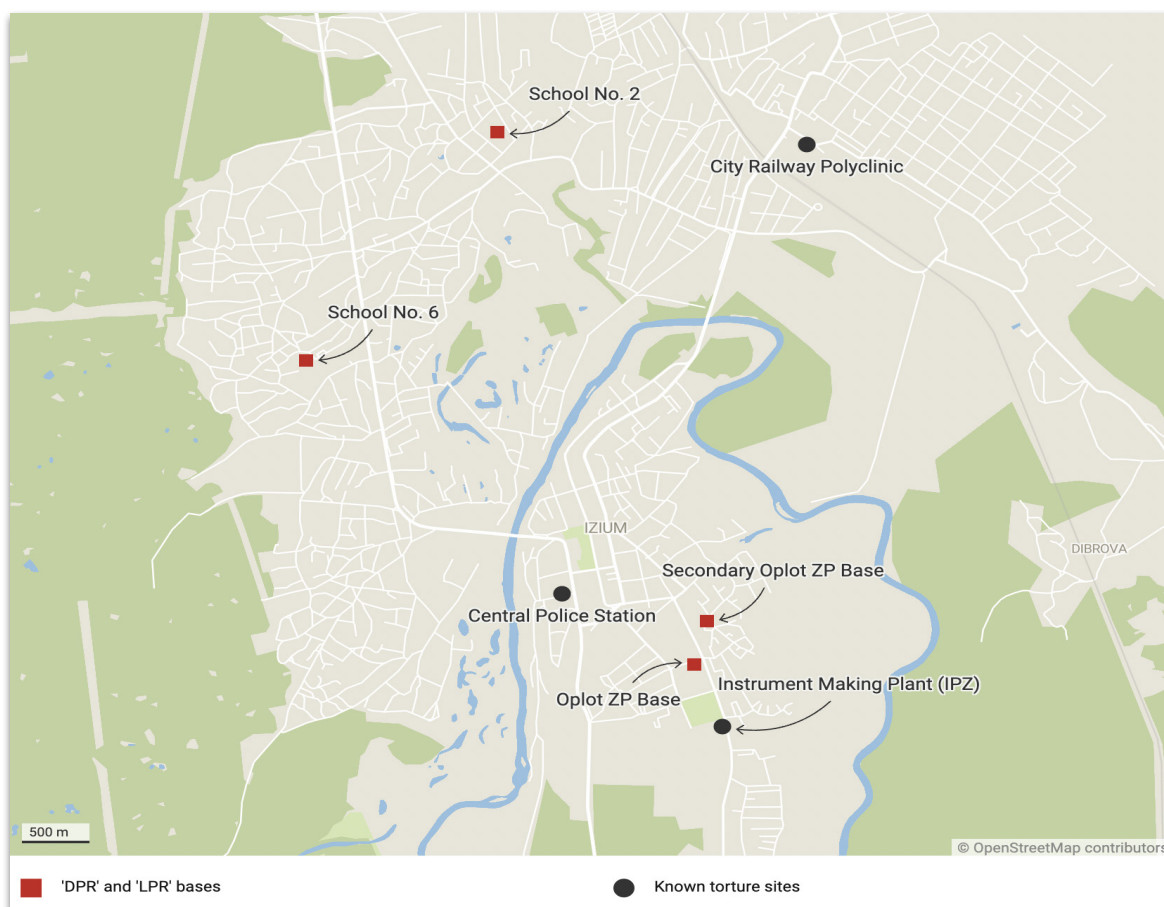 School No. 2
City Railway Polyclinic
School No. 6
IZIUM
DIBROVA
Secondary Oplot ZP Base
Central Police Station
Instrument Making Plant (IPZ)
Oplot ZP Base
500 m
© OpenStreetMap contributors
'DPR' and 'LPR' bases
Known torture sites